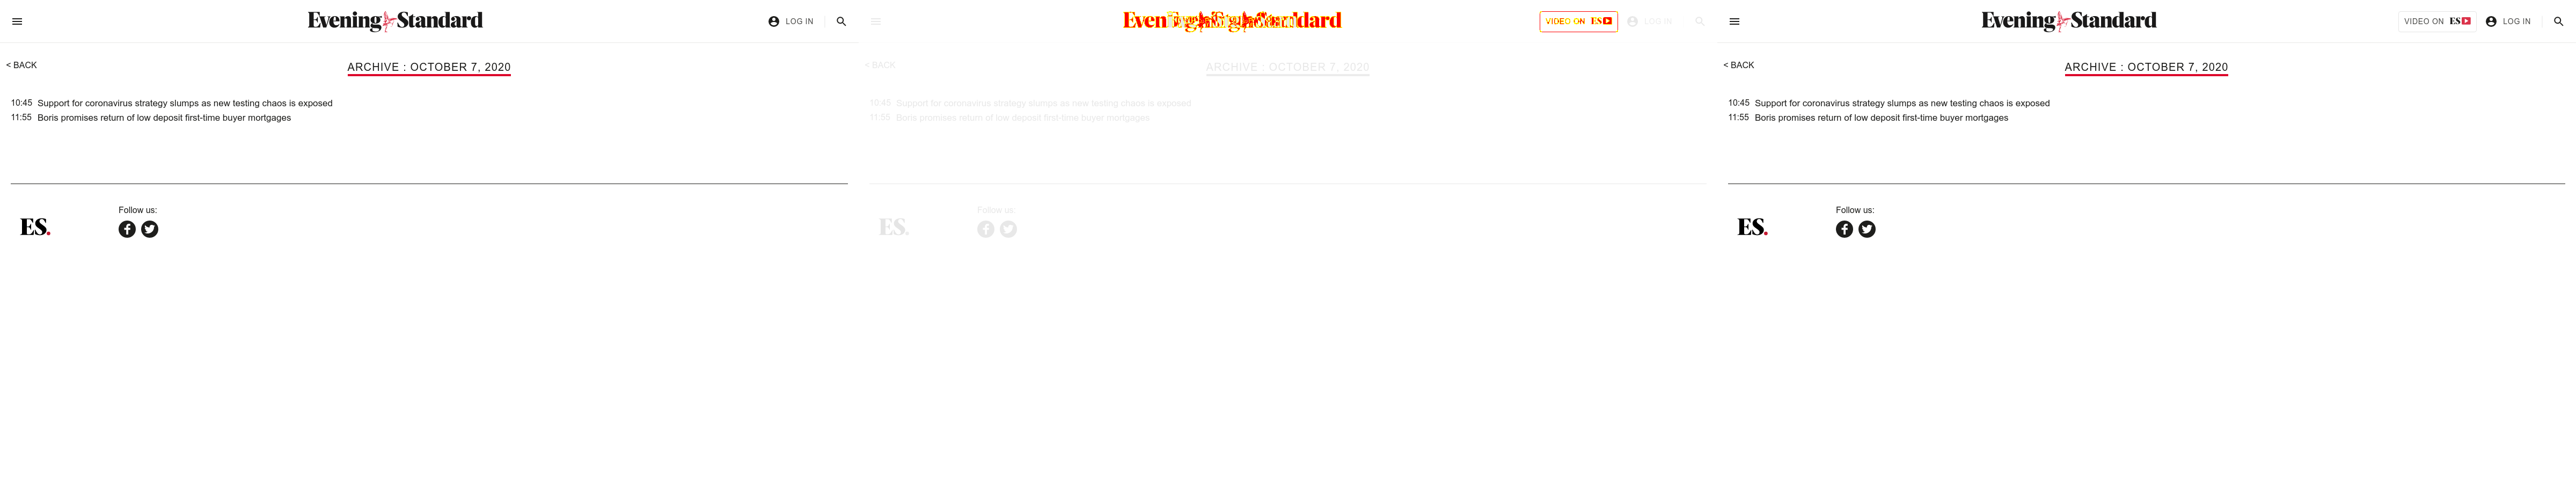 Evening Standard
LOG IN
< BACK
ARCHIVE : OCTOBER 7, 2020
10:45 Support for coronavirus strategy slumps as new testing chaos is exposed
11:55 Boris promises return of low deposit first-time buyer mortgages
Follow us:
ES.
VIDEO ON ES
LOG IN
< BACK
ARCHIVE : OCTOBER 7, 2020
10:45 Support for coronavirus strategy slumps as new testing chaos is exposed
11:55 Boris promises return of low deposit first-time buyer mortgages
Follow us:
ES.
Evening Standard
VIDEO ON ES
LOG IN
< BACK
ARCHIVE : OCTOBER 7, 2020
10:45 Support for coronavirus strategy slumps as new testing chaos is exposed
11:55 Boris promises return of low deposit first-time buyer mortgages
Follow us:
ES.